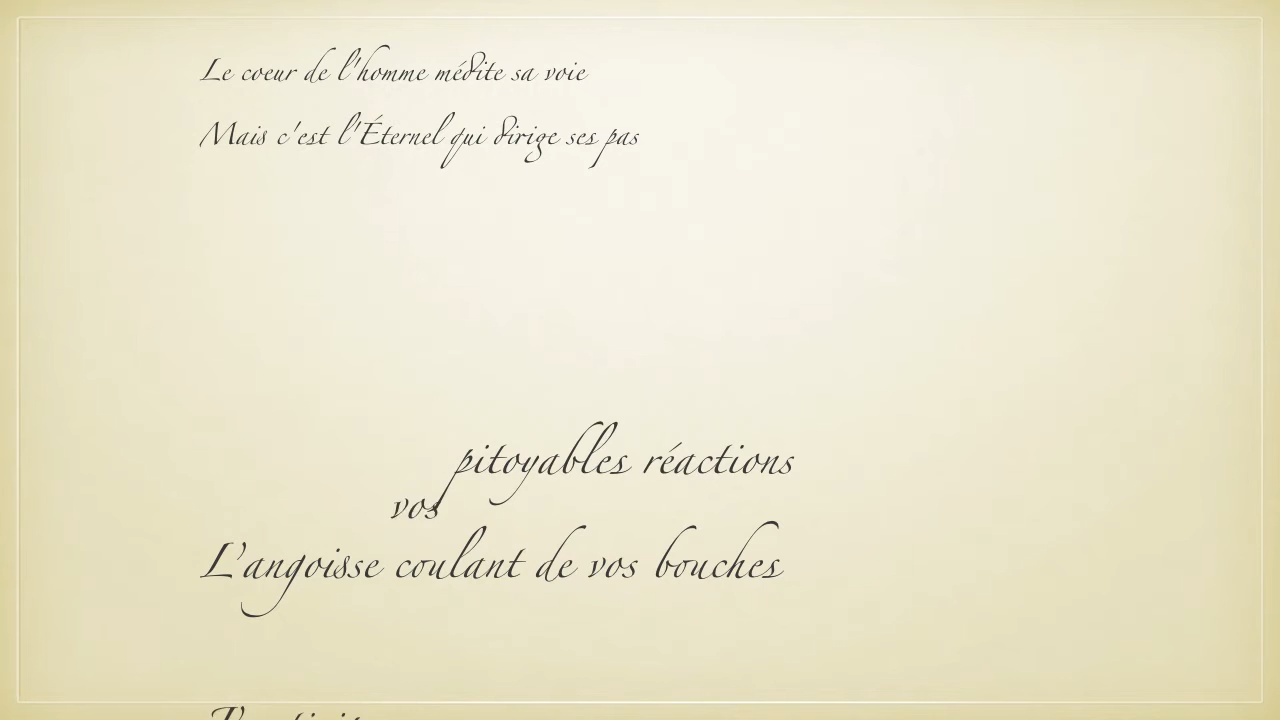 Le coeur de l'homme médite sa voie
Mais c'est l'Éternel qui dirige ses pas
pitoyables réactions
vos
L'angoisse coulant de vos bouches